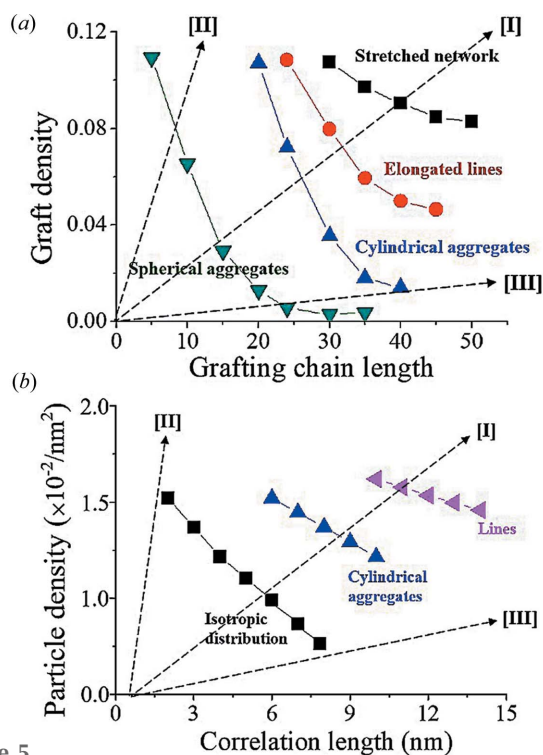 (a)
[II]
[I]
0.12
Stretched network
0.08
Graft density
Elongated lines
0.04
Cylindrical aggregates
Spherical aggregates
[III]
0.00
0 10 20 30 40 50
Grafting chain length
(b)
2.0
[II]
[I]
Particle density (×10⁻²/nm²)
1.5
Lines
Cylindrical
aggregates
1.0
Isotropic
distribution
[III]
0.0
0 3 6 9 12 15
Correlation length (nm)